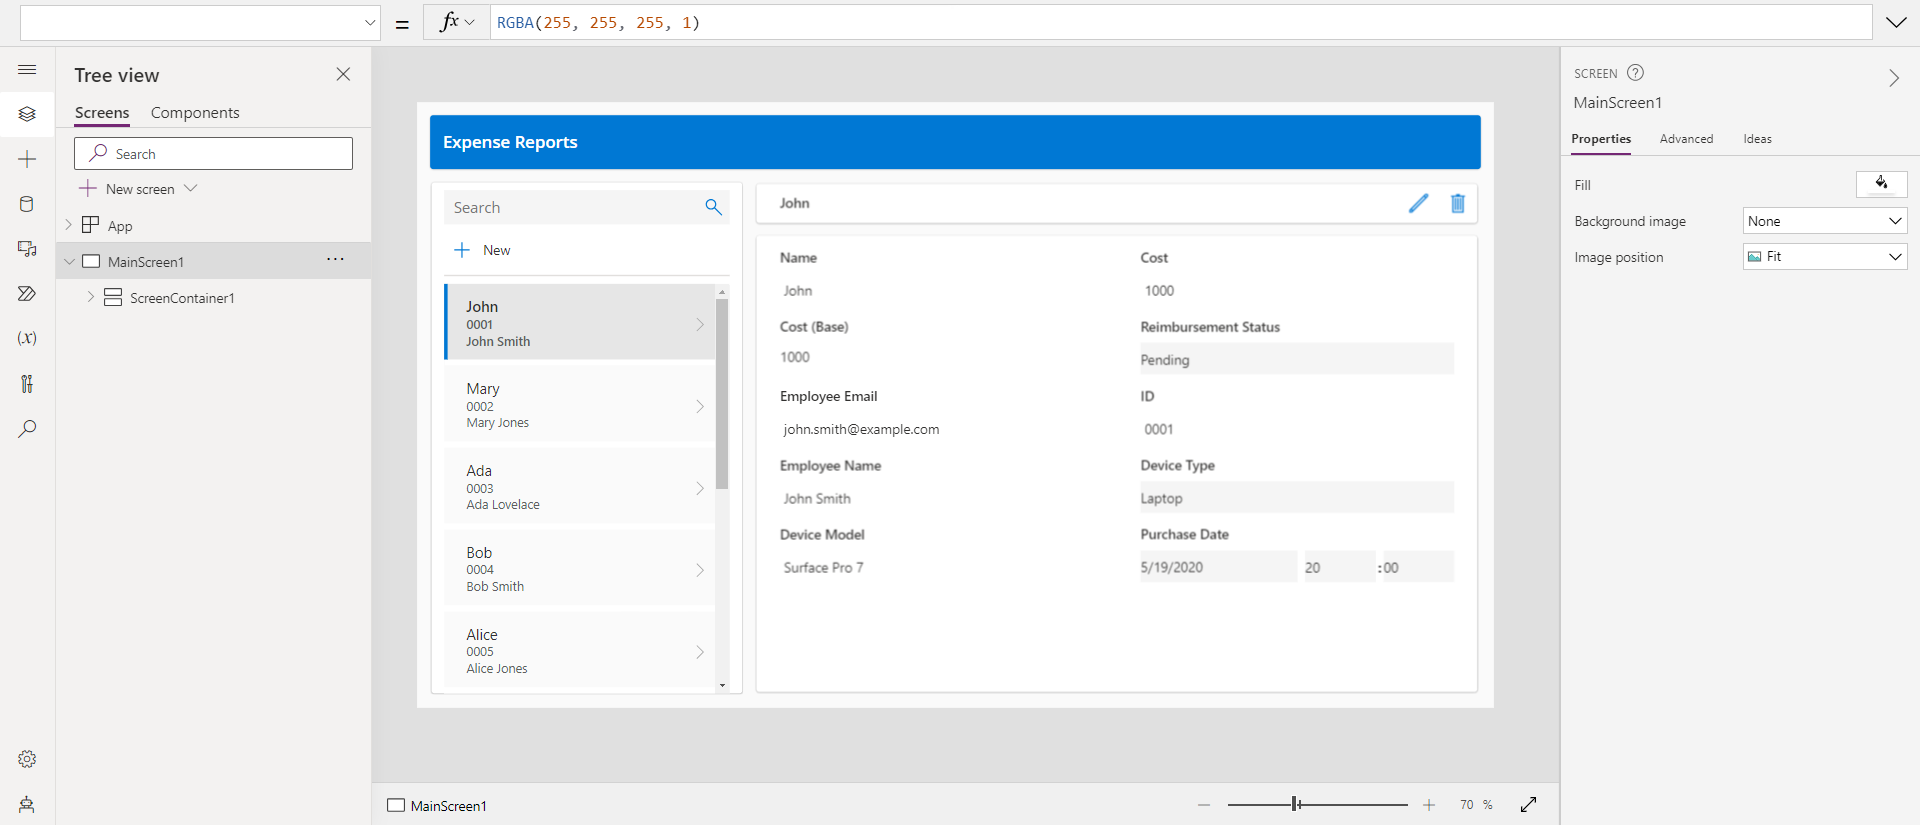 = fx RGBA(255, 255, 255, 1)
Tree view
Screens Components
Search
New screen
App
MainScreen1 ...
ScreenContainer1
(x)
Expense Reports
Search
New
John
0001
John Smith
Mary
0002
Mary Jones
Ada
0003
Ada Lovelace
Bob
0004
Bob Smith
Alice
0005
Alice Jones
John
Name
John
Cost
1000
Cost (Base)
1000
Reimbursement Status
Pending
Employee Email
john.smith@example.com
ID
0001
Employee Name
John Smith
Device Type
Laptop
Device Model
Surface Pro 7
Purchase Date
5/19/2020 20 :00
MainScreen1
70 %
SCREEN ?
MainScreen1
Properties Advanced Ideas
Fill
Background image None
Image position Fit